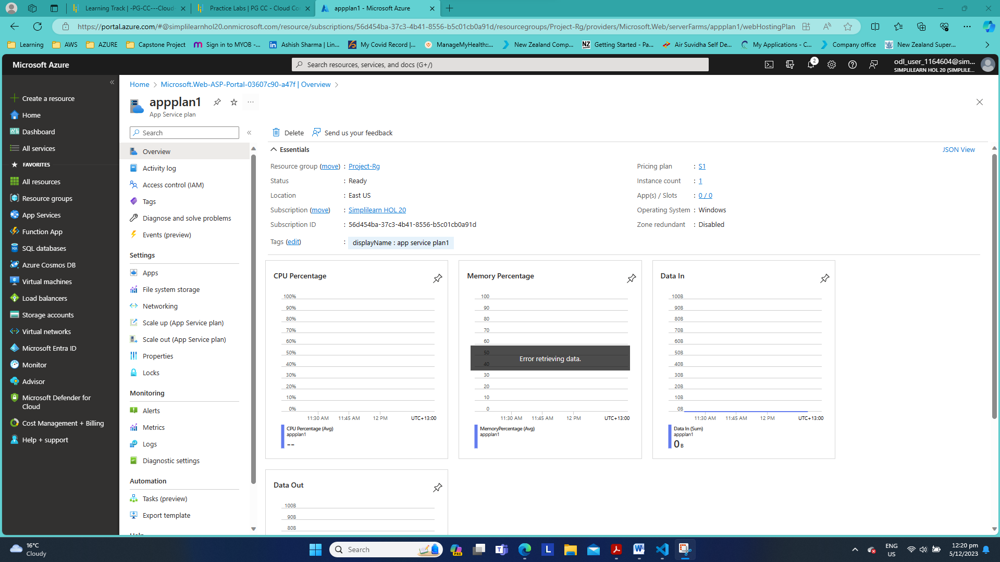 Learning Track | -PG-CC---Cloud-
Practice Labs | PG CC - Cloud Co
appplan1 - Microsoft Azure
https://portal.azure.com/#@simplilearnhol20.onmicrosoft.com/resource/subscriptions/56d454ba-37c3-4b41-8556-b5c01cb0a91d/resourcegroups/Project-Rg/providers/Microsoft.Web/serverFarms/appplan1/webHostingPlan
Learning
AWS
AZURE
Capstone Project
Sign in to MYOB -...
Ashish Sharma | Lin...
My Covid Record |...
ManageMyHealth:...
New Zealand Comp...
NZ
Getting Started - Pa...
Air Suvidha Self De...
My Applications - C...
Company office
New Zealand Super...
Microsoft Azure
Search resources, services, and docs (G+/)
2
odl_user_1164604@sim...
SIMPLILEARN HOL 20 (SIMPLILE...
Create a resource
Home
Dashboard
All services
FAVORITES
All resources
Resource groups
App Services
Function App
SQL databases
Azure Cosmos DB
Virtual machines
Load balancers
Storage accounts
Virtual networks
Microsoft Entra ID
Monitor
Advisor
Microsoft Defender for
Cloud
Cost Management + Billing
Help + support
Home
Microsoft.Web-ASP-Portal-03607c90-a47f | Overview
appplan1
App Service plan
Search
Overview
Activity log
Access control (IAM)
Tags
Diagnose and solve problems
Events (preview)
Settings
Apps
File system storage
Networking
Scale up (App Service plan)
Scale out (App Service plan)
Properties
Locks
Monitoring
Alerts
Metrics
Logs
Diagnostic settings
Automation
Tasks (preview)
Export template
Delete
Send us your feedback
Essentials
JSON View
Resource group (move) : Project-Rg
Status : Ready
Location : East US
Subscription (move) : Simplilearn HOL 20
Subscription ID : 56d454ba-37c3-4b41-8556-b5c01cb0a91d
Tags (edit) : displayName : app service plan1
Pricing plan : S1
Instance count : 1
App(s) / Slots : 0 / 0
Operating System : Windows
Zone redundant : Disabled
CPU Percentage
100%
90%
80%
70%
60%
50%
40%
30%
20%
10%
0%
11:30 AM 11:45 AM 12 PM UTC+13:00
CPU Percentage (Avg)
appplan1
--
Memory Percentage
100
90
80
70
60
50
40
30
20
10
0
Error retrieving data.
11:30 AM 11:45 AM 12 PM UTC+13:00
MemoryPercentage (Avg)
appplan1
Data In
100B
90B
80B
70B
60B
50B
40B
30B
20B
10B
0B
11:30 AM 11:45 AM 12 PM UTC+13:00
Data In (Sum)
appplan1
0 B
Data Out
100B
90B
80B
16°C
Cloudy
Search
PRE
ENG
US
12:20 pm
5/12/2023